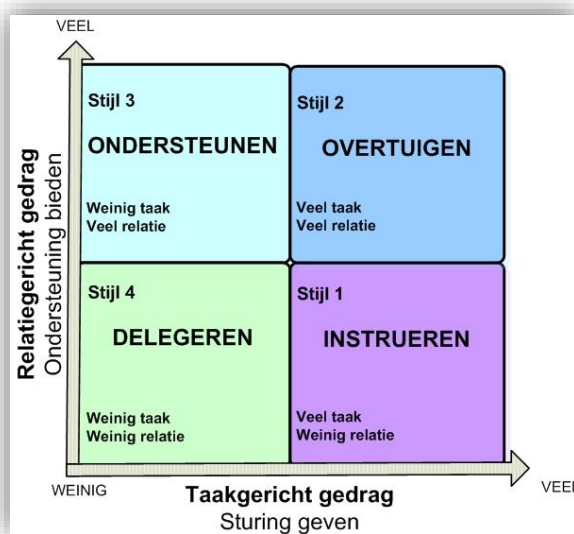 VEEL
Stijl 3
ONDERSTEUNEN
Weinig taak
Veel relatie
Stijl 2
OVERTUIGEN
Veel taak
Veel relatie
Stijl 4
DELEGEREN
Weinig taak
Weinig relatie
Stijl 1
INSTRUEREN
Veel taak
Weinig relatie
Relatiegericht gedrag
Ondersteuning bieden
WEINIG
Taakgericht gedrag
Sturing geven
VEEL